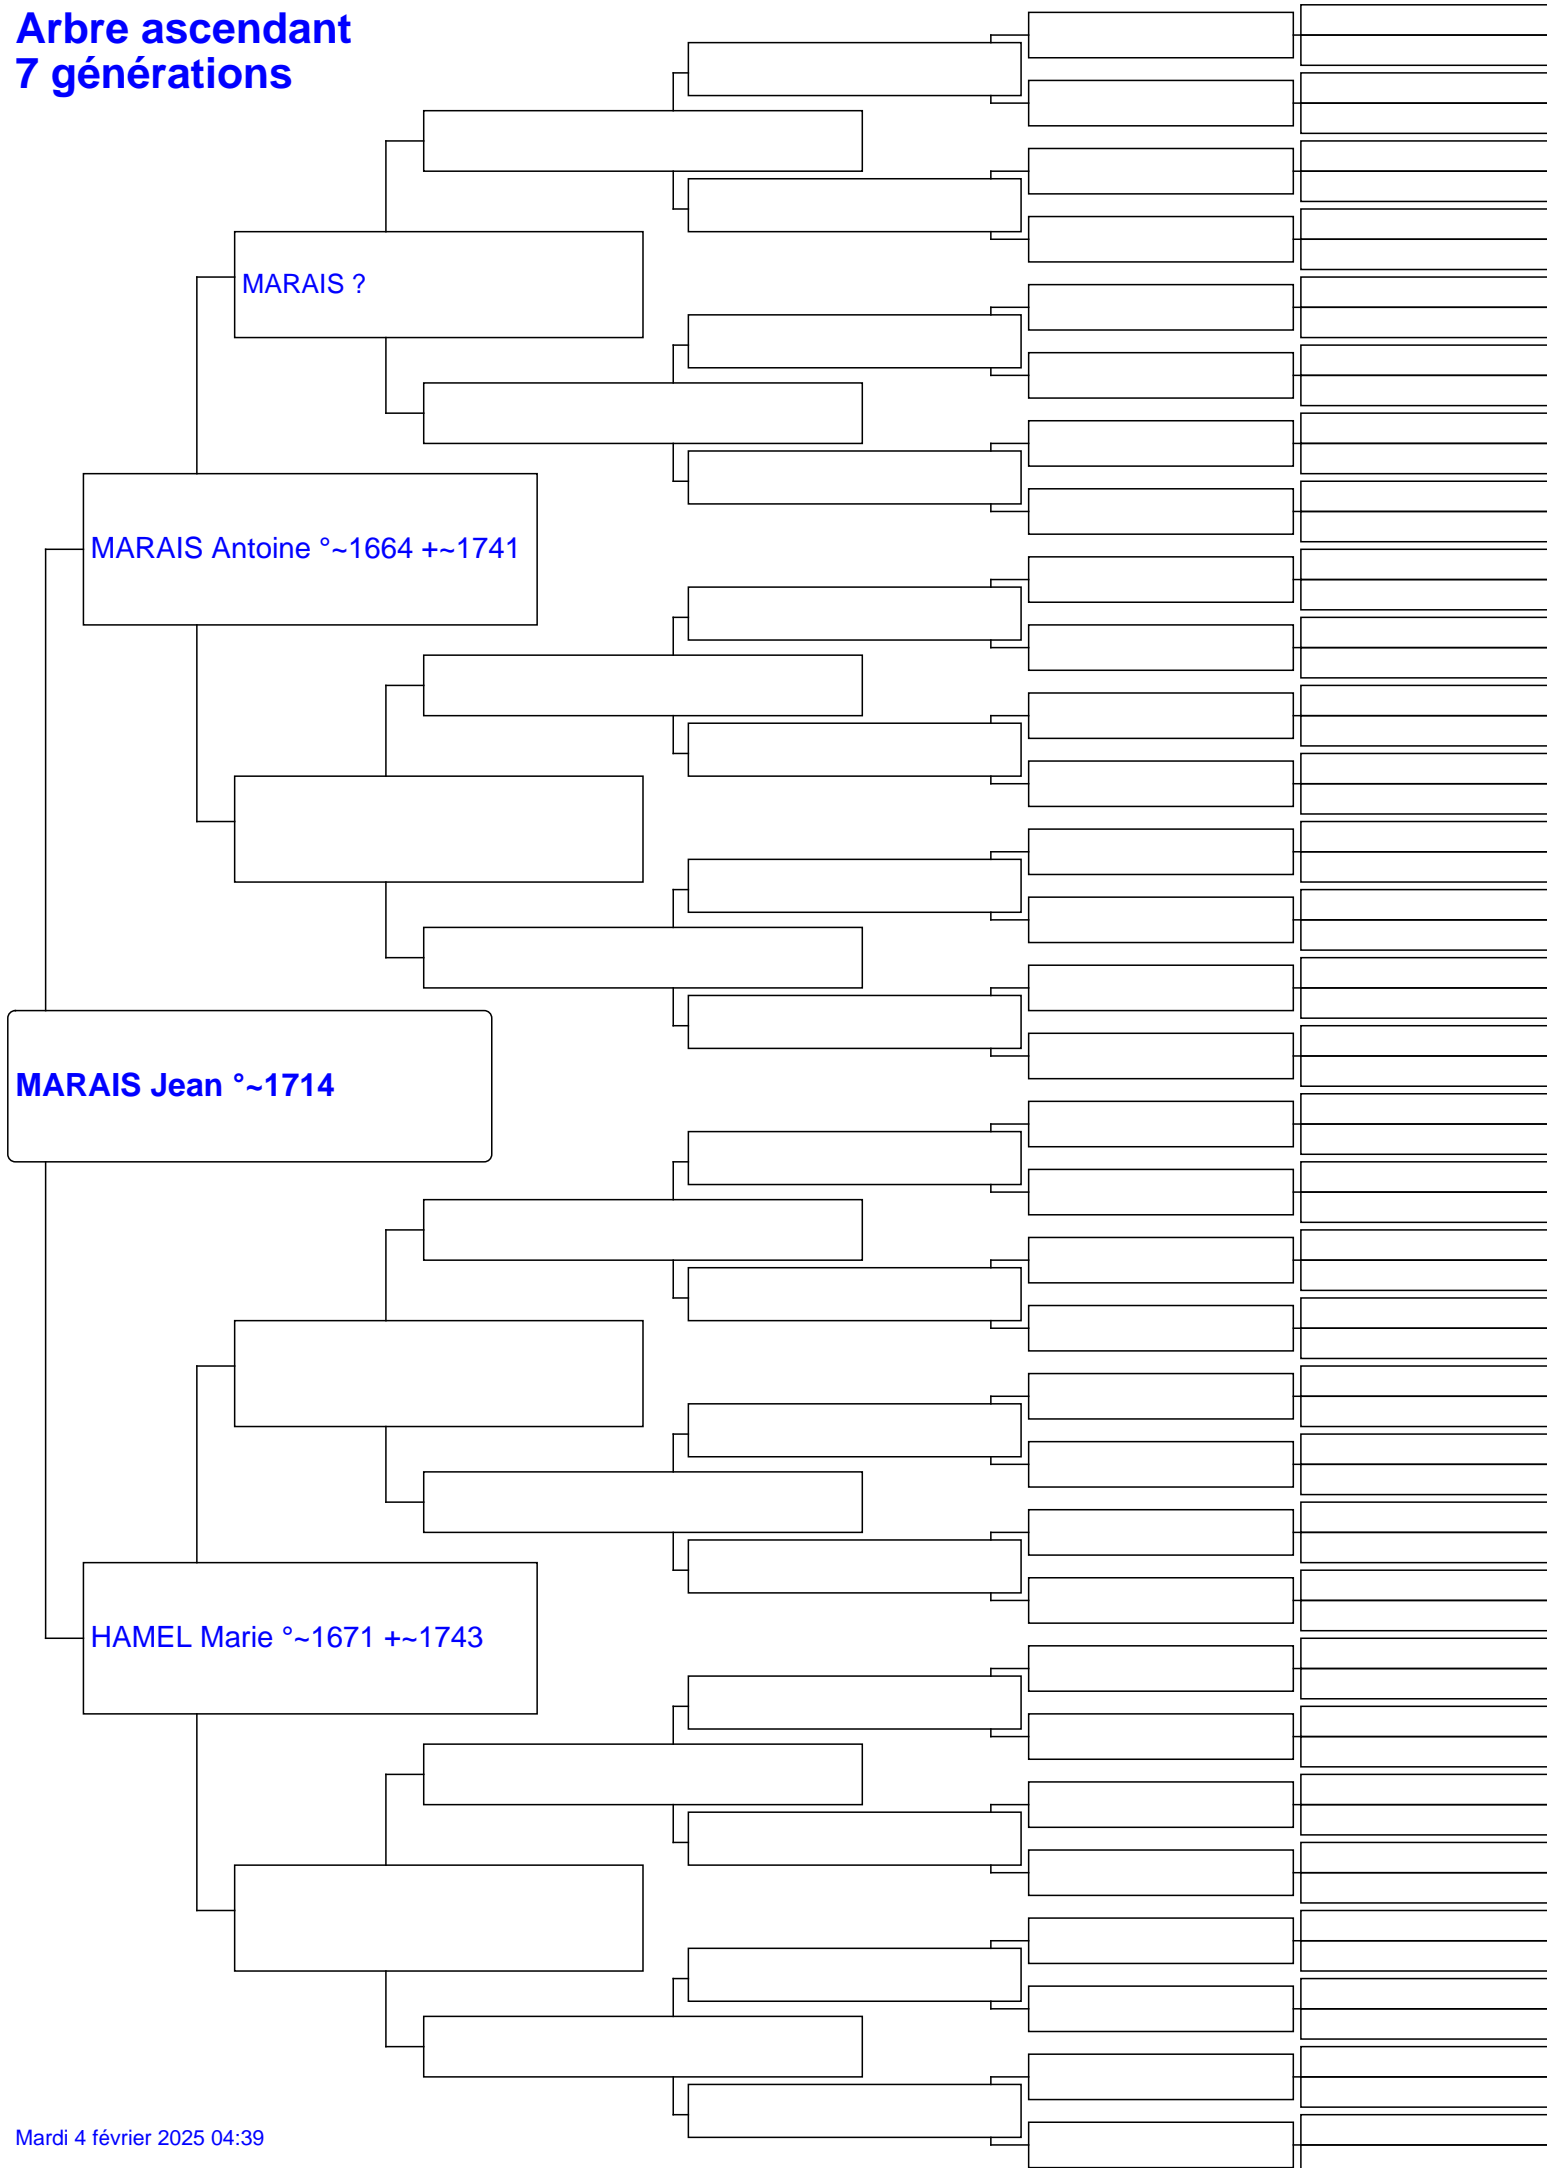 Arbre ascendant
7 générations
MARAIS ?
MARAIS Antoine °~1664 +~1741
MARAIS Jean °~1714
HAMEL Marie °~1671 +~1743
Mardi 4 février 2025 04:39